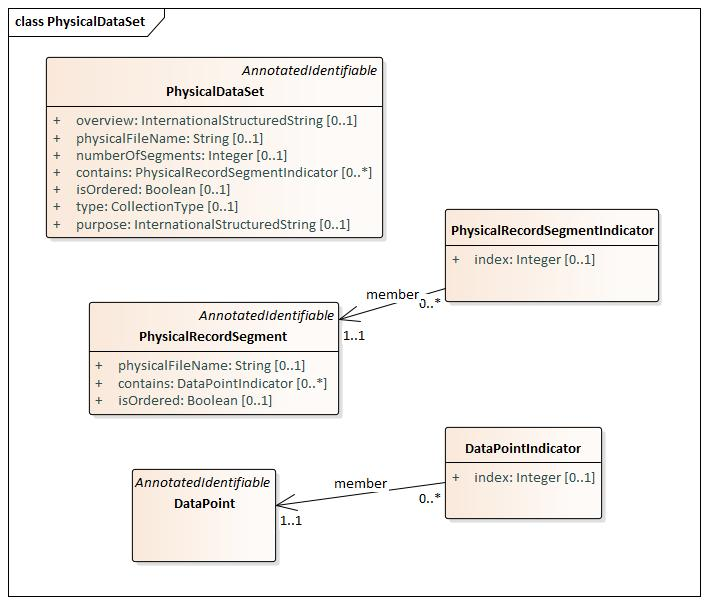 class PhysicalDataSet
AnnotatedIdentifiable
PhysicalDataSet
+ overview: InternationalStructuredString [0..1]
+ physicalFileName: String [0..1]
+ numberOfSegments: Integer [0..1]
+ contains: PhysicalRecordSegmentIndicator [0..*]
+ isOrdered: Boolean [0..1]
+ type: CollectionType [0..1]
+ purpose: InternationalStructuredString [0..1]
PhysicalRecordSegmentIndicator
+ index: Integer [0..1]
member
0..*
1..1
AnnotatedIdentifiable
PhysicalRecordSegment
+ physicalFileName: String [0..1]
+ contains: DataPointIndicator [0..*]
+ isOrdered: Boolean [0..1]
DataPointIndicator
+ index: Integer [0..1]
member
0..*
1..1
AnnotatedIdentifiable
DataPoint